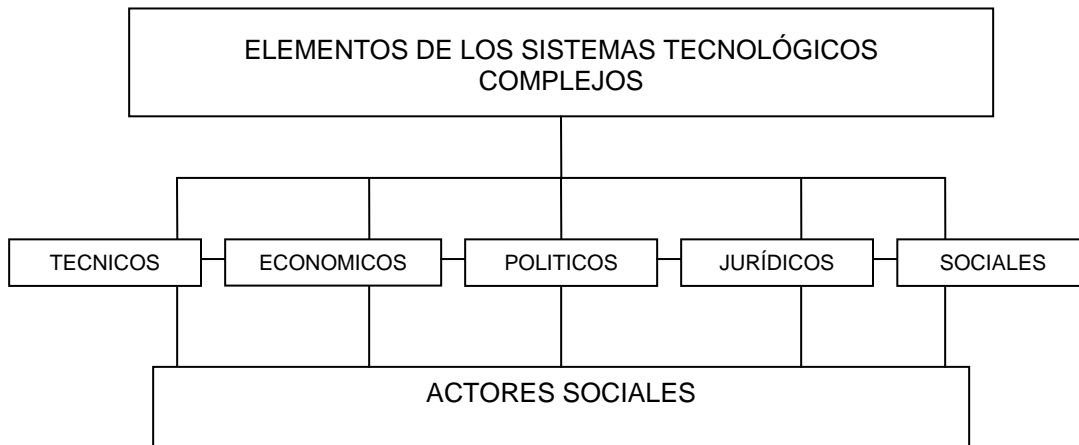 ELEMENTOS DE LOS SISTEMAS TECNOLÓGICOS
COMPLEJOS
TECNICOS
ECONOMICOS
POLITICOS
JURÍDICOS
SOCIALES
ACTORES SOCIALES